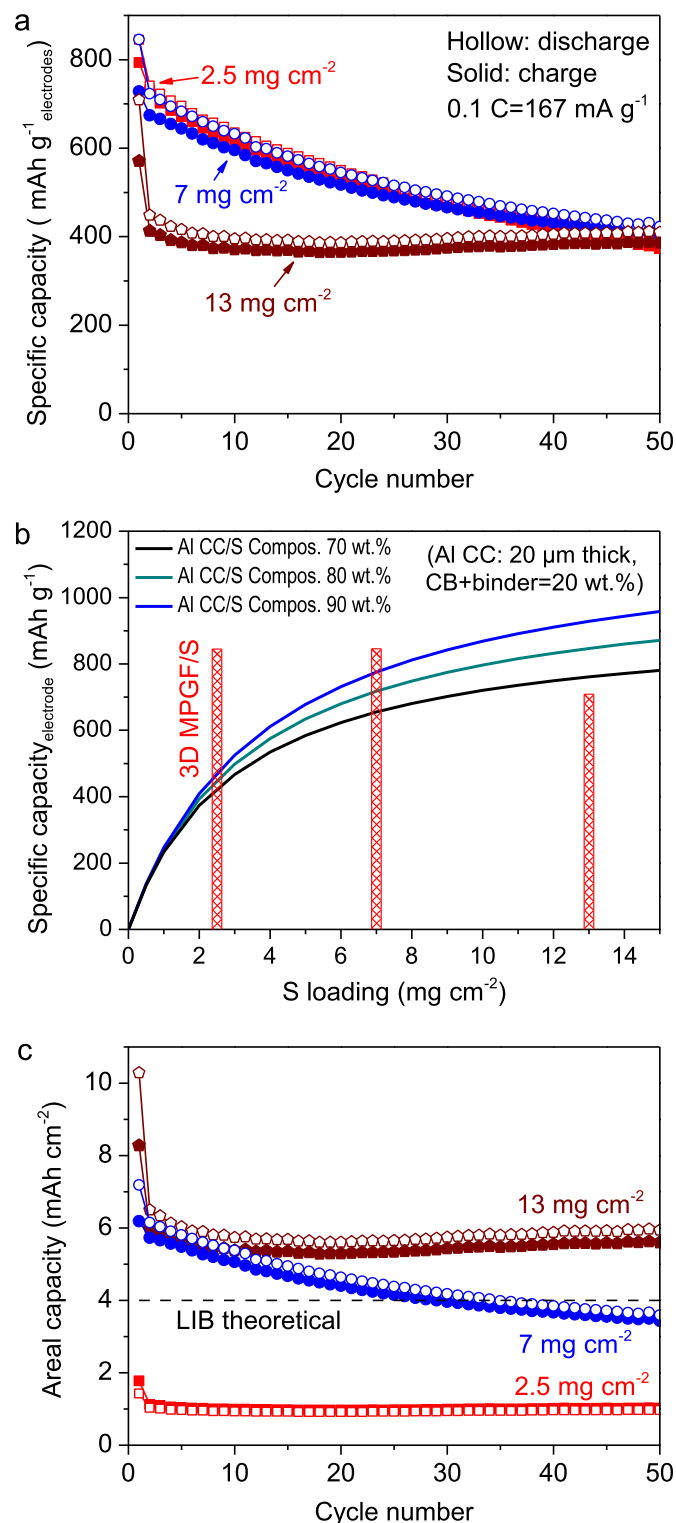 a
Hollow: discharge
Solid: charge
0.1 C=167 mA g⁻¹
2.5 mg cm⁻²
7 mg cm⁻²
13 mg cm⁻²
Specific capacity ( mAh g⁻¹electrodes)
800
600
400
200
0
0 10 20 30 40 50
Cycle number
b
Al CC/S Compos. 70 wt.%
Al CC/S Compos. 80 wt.%
Al CC/S Compos. 90 wt.%
(Al CC: 20 μm thick,
CB+binder=20 wt.%)
3D MPGF/S
Specific capacityelectrode (mAh g⁻¹)
1200
1000
800
600
400
200
0
0 2 4 6 8 10 12 14
S loading (mg cm⁻²)
c
13 mg cm⁻²
LIB theoretical
7 mg cm⁻²
2.5 mg cm⁻²
Areal capacity (mAh cm⁻²)
10
8
6
4
2
0
0 10 20 30 40 50
Cycle number